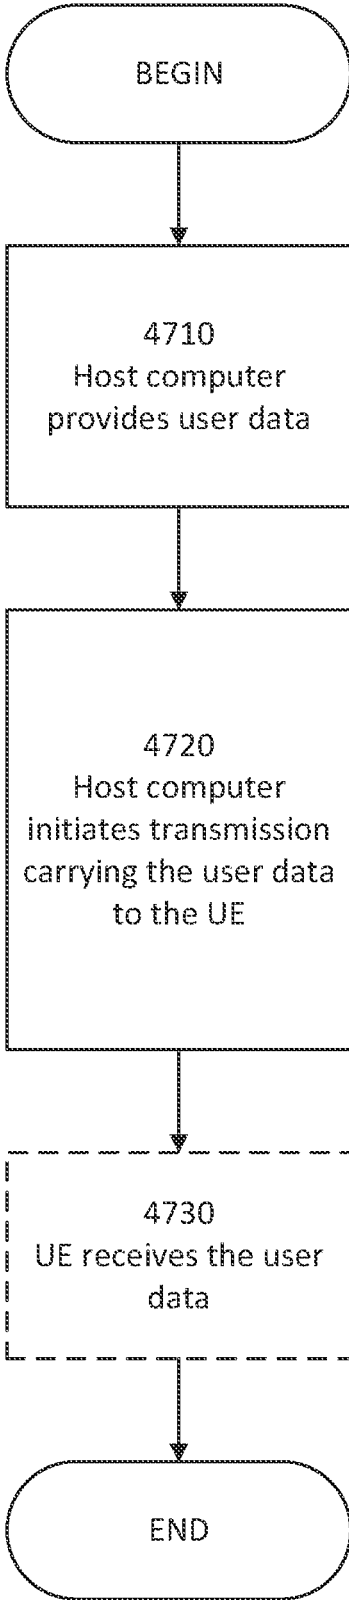 BEGIN
4710
Host computer
provides user data
4720
Host computer
initiates transmission
carrying the user data
to the UE
4730
UE receives the user
data
END